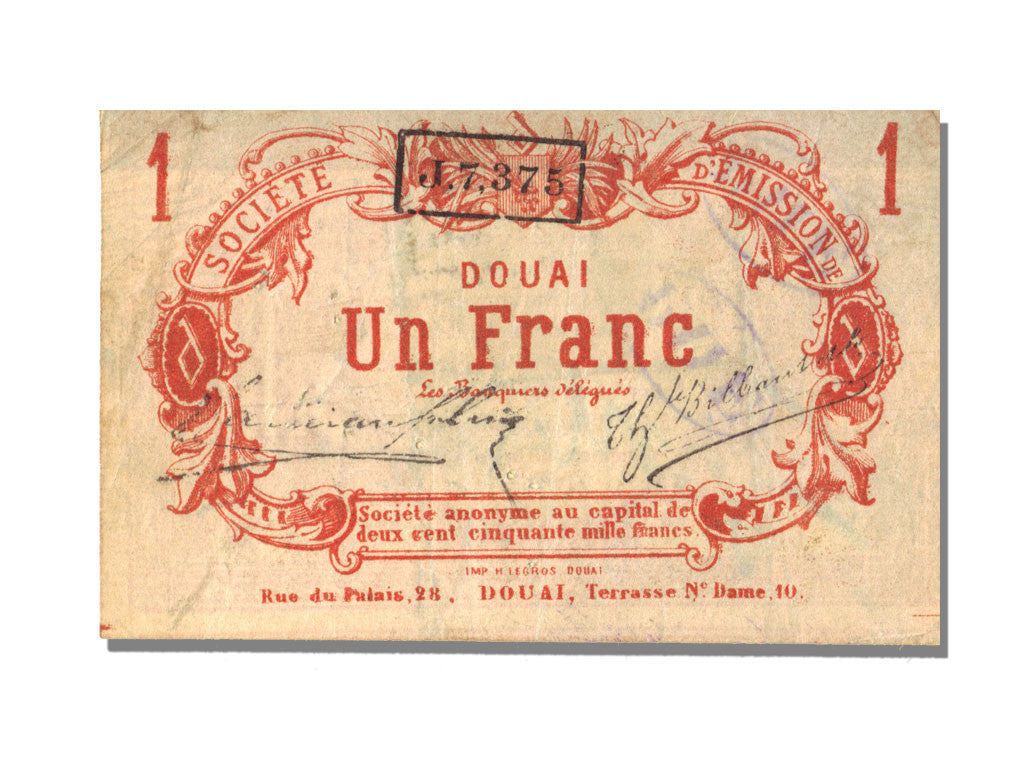 1
1
SOCIÉTÉ D'ÉMISSION DE
J.7,375
DOUAI
Un Franc
Les Banquiers délégués
Société anonyme au capital de
deux cent cinquante mille francs.
IMP H LEGROS DOUAI
Rue du Palais, 28. DOUAI, Terrasse Nᵉ Dame, 10.